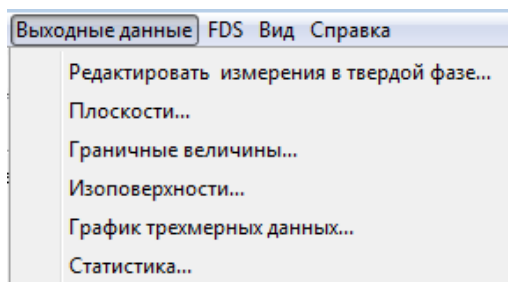 Выходные данные FDS Вид Справка
Редактировать измерения в твердой фазе...
Плоскости...
Граничные величины...
Изоповерхности...
График трехмерных данных...
Статистика...